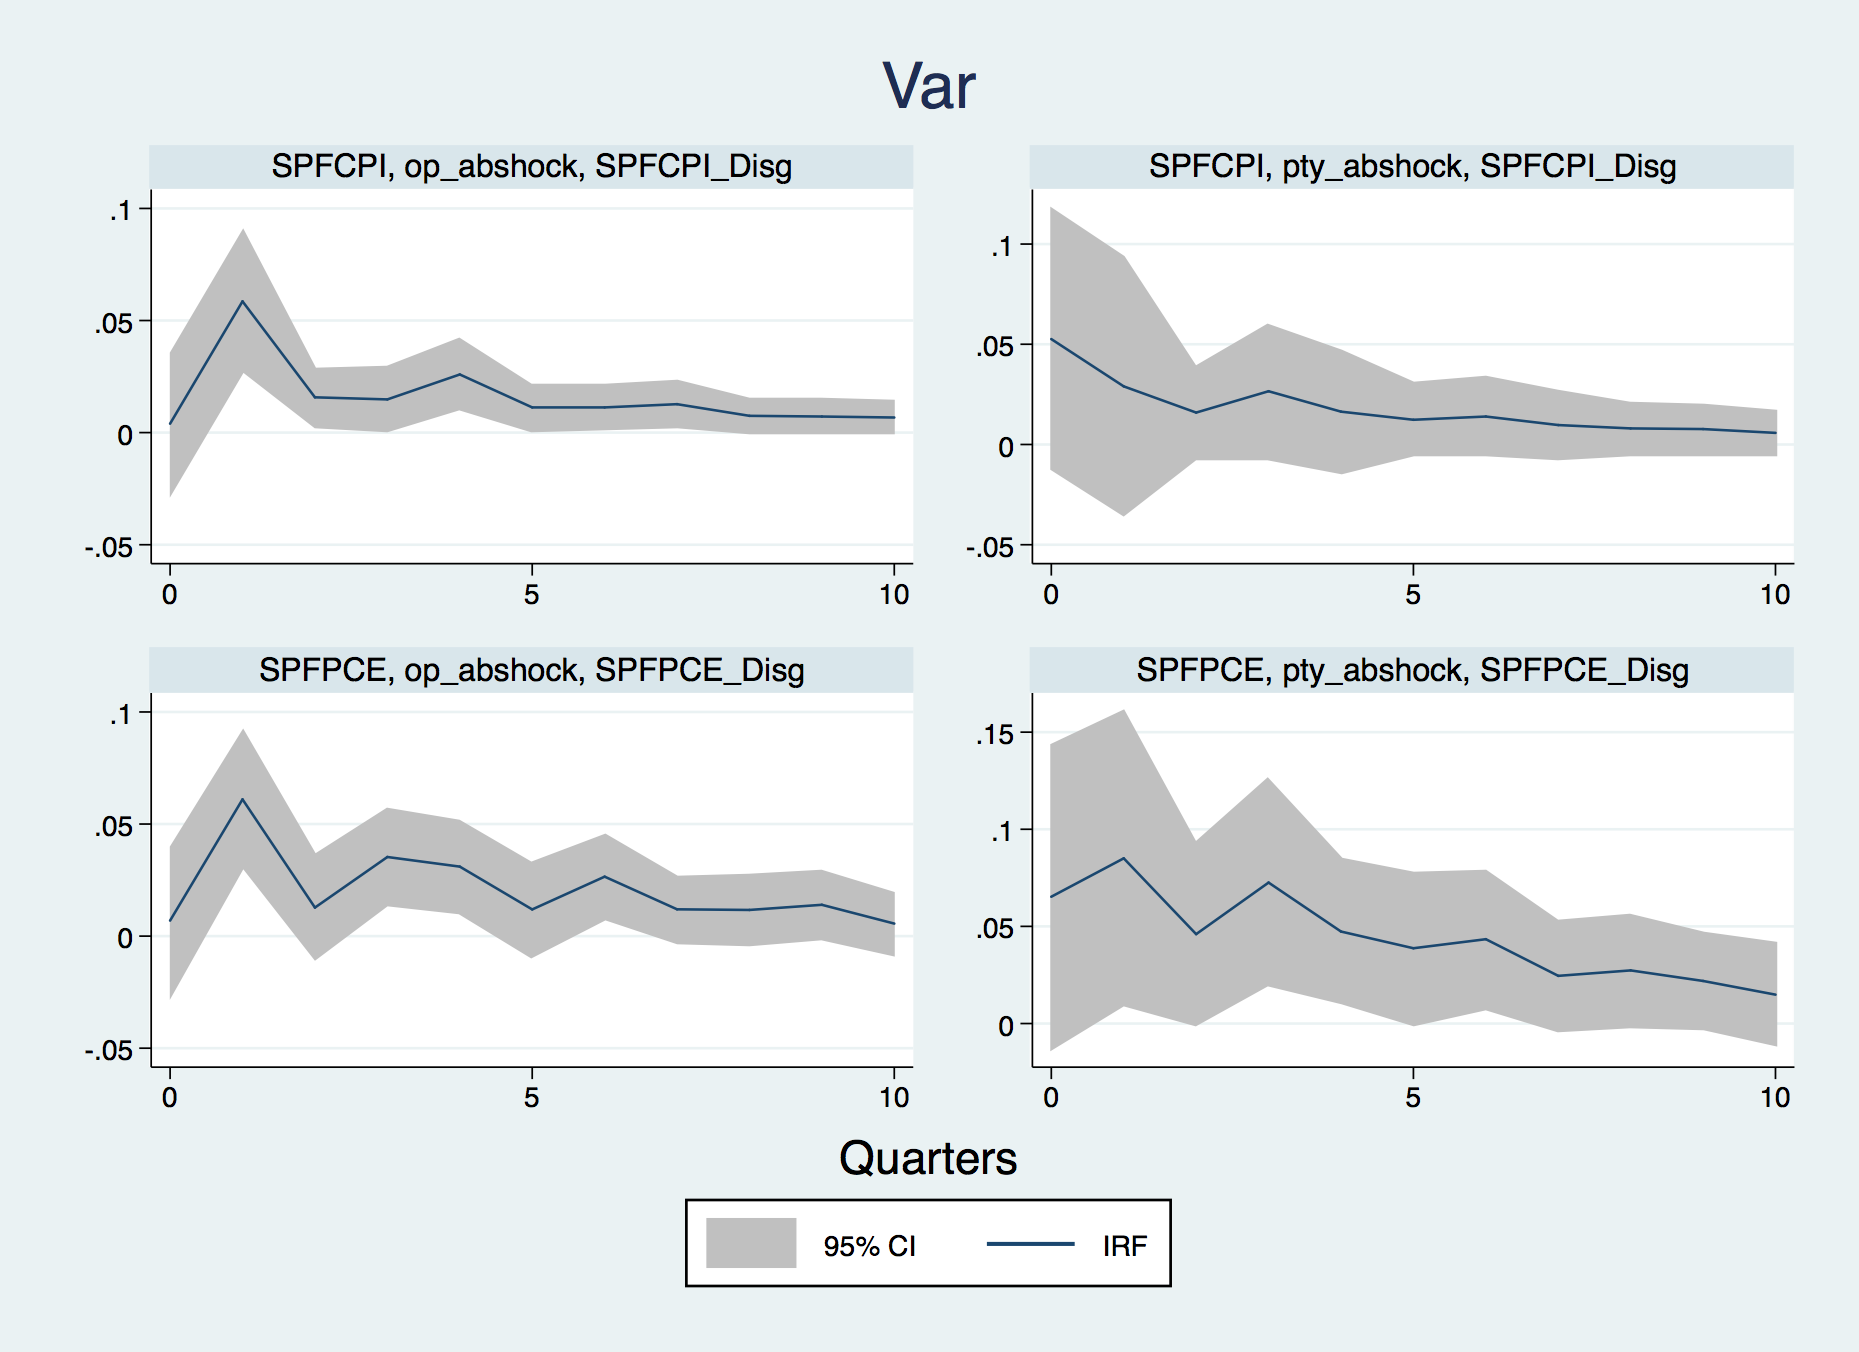 Var
SPFCPI, op_abshock, SPFCPI_Disg
.1
.05
0
-.05
0 5 10
SPFCPI, pty_abshock, SPFCPI_Disg
.1
.05
0
-.05
0 5 10
SPFPCE, op_abshock, SPFPCE_Disg
.1
.05
0
-.05
0 5 10
SPFPCE, pty_abshock, SPFPCE_Disg
.15
.1
.05
0
0 5 10
Quarters
95% CI IRF